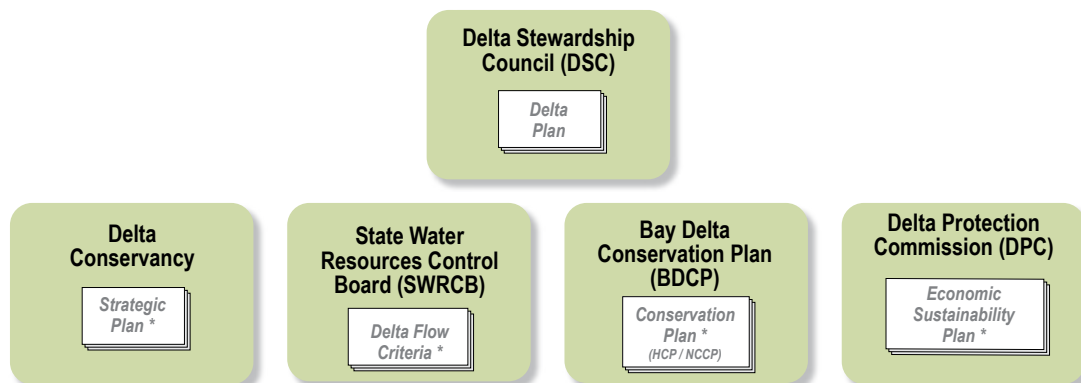 Delta Stewardship
Council (DSC)
Delta
Plan
Delta
Conservancy
Strategic
Plan *
State Water
Resources Control
Board (SWRCB)
Delta Flow
Criteria *
Bay Delta
Conservation Plan
(BDCP)
Conservation
Plan *
(HCP / NCCP)
Delta Protection
Commission (DPC)
Economic
Sustainability
Plan *